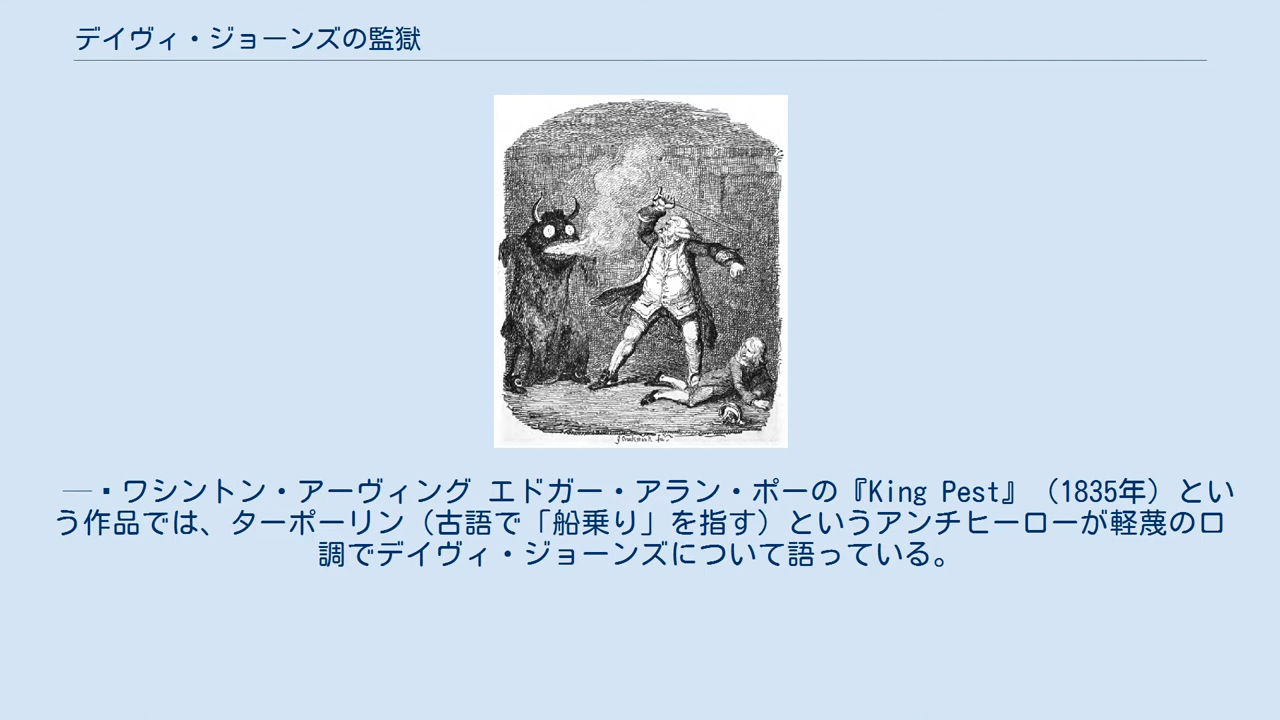 デイヴィ・ジョーンズの監獄
―・ワシントン・アーヴィング エドガー・アラン・ポーの『King Pest』（1835年）とい
う作品では、ターポーリン（古語で「船乗り」を指す）というアンチヒーローが軽蔑の口
調でデイヴィ・ジョーンズについて語っている。